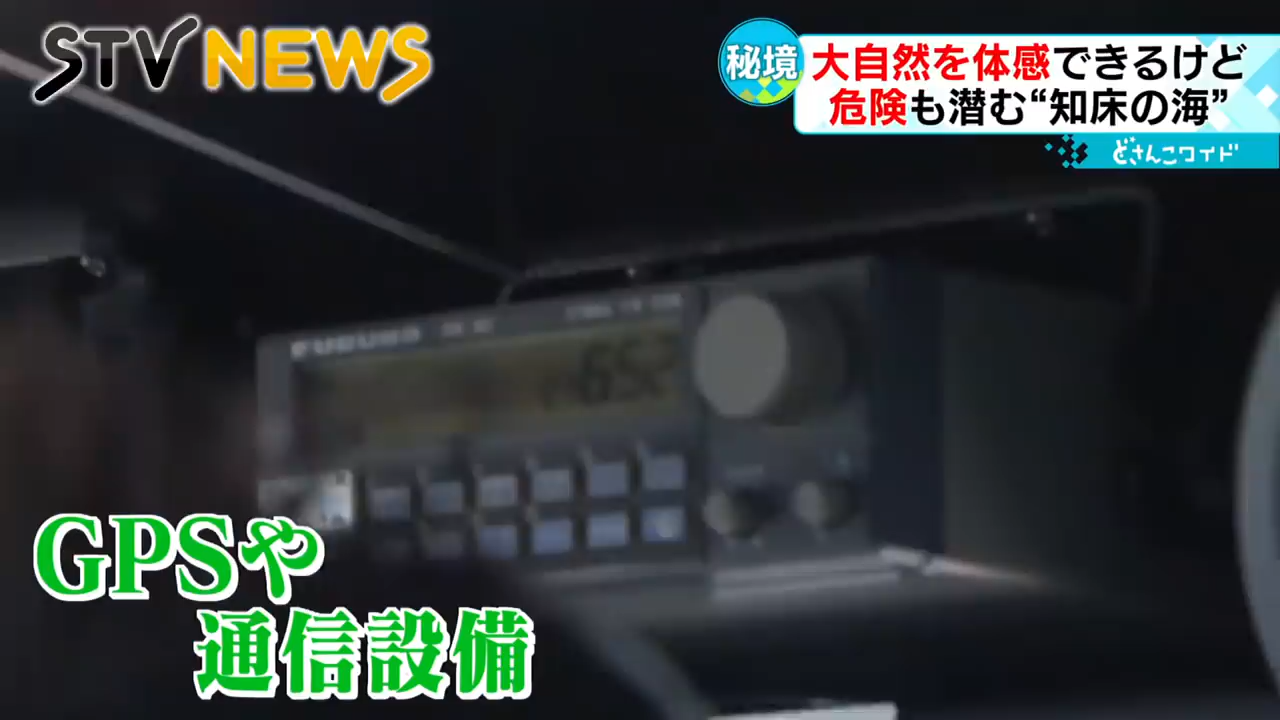 STV NEWS
秘境
大自然を体感できるけど
危険も潜む“知床の海”
どさんこワイド
FURUNO
652
GPSや
通信設備